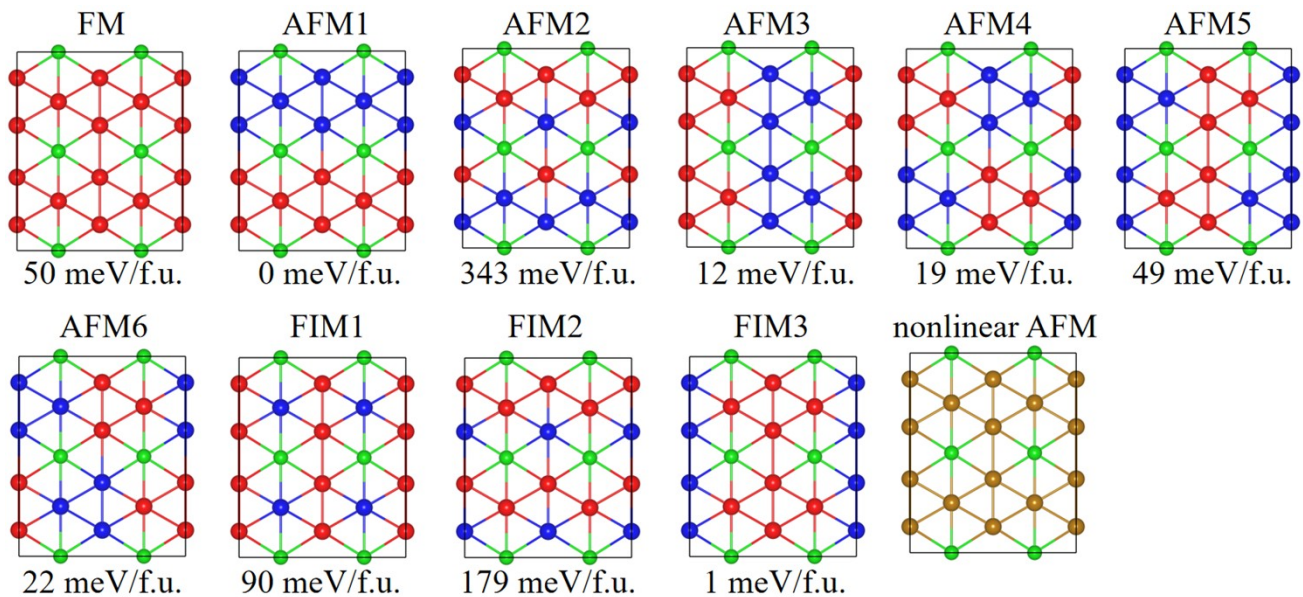 FM AFM1 AFM2 AFM3 AFM4 AFM5
50 meV/f.u. 0 meV/f.u. 343 meV/f.u. 12 meV/f.u. 19 meV/f.u. 49 meV/f.u.
AFM6 FIM1 FIM2 FIM3 nonlinear AFM
22 meV/f.u. 90 meV/f.u. 179 meV/f.u. 1 meV/f.u.